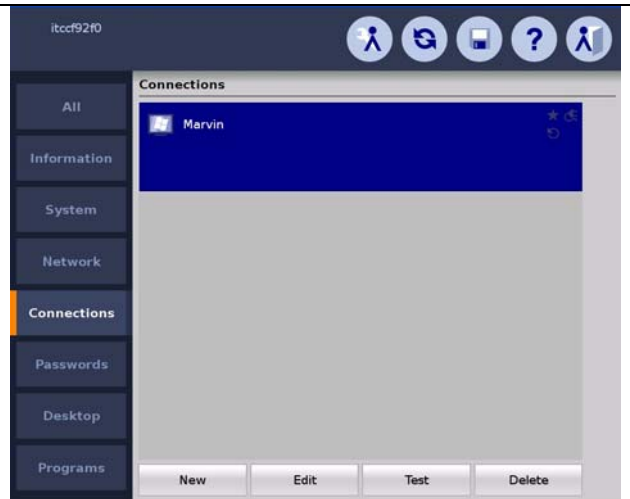 itccf92f0
?
Connections
All
Marvin
Information
System
Network
Connections
Passwords
Desktop
Programs
New Edit Test Delete